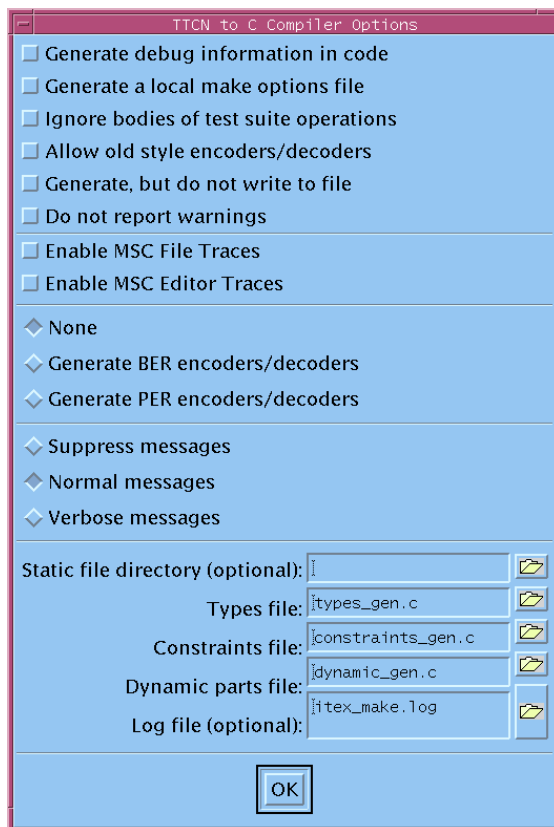 TTCN to C Compiler Options
Generate debug information in code
Generate a local make options file
Ignore bodies of test suite operations
Allow old style encoders/decoders
Generate, but do not write to file
Do not report warnings
Enable MSC File Traces
Enable MSC Editor Traces
None
Generate BER encoders/decoders
Generate PER encoders/decoders
Suppress messages
Normal messages
Verbose messages
Static file directory (optional):
Types file: types_gen.c
Constraints file: constraints_gen.c
Dynamic parts file: dynamic_gen.c
Log file (optional): itex_make.log
OK